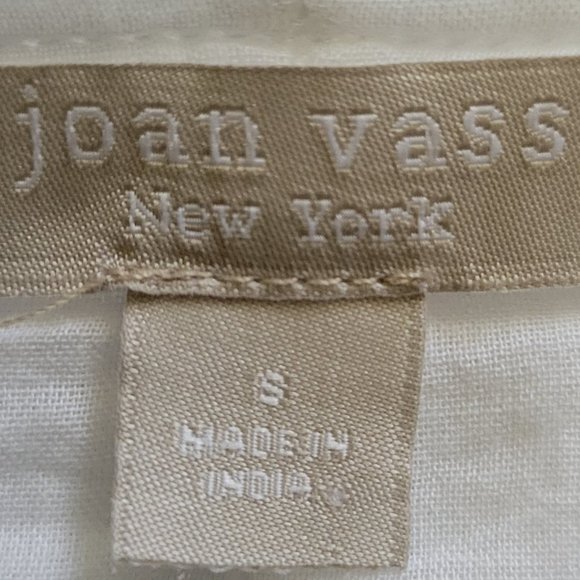 joan vass
New York
S
MADE IN
INDIA